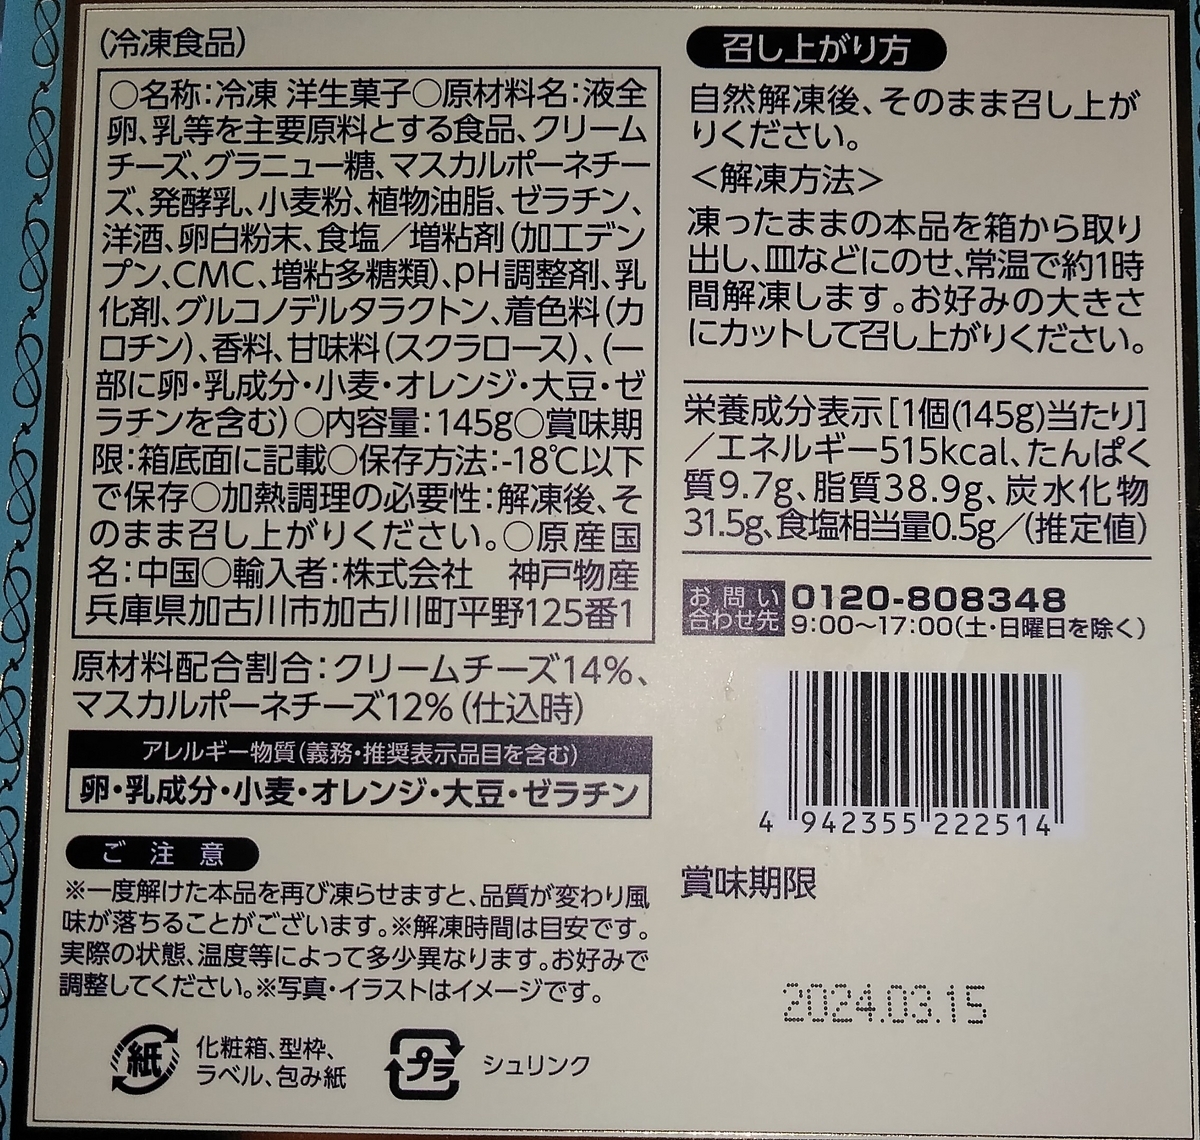 (冷凍食品)
○名称:冷凍 洋生菓子○原材料名:液全
卵、乳等を主要原料とする食品、クリーム
チーズ、グラニュー糖、マスカルポーネチー
ズ、発酵乳、小麦粉、植物油脂、ゼラチン、
洋酒、卵白粉末、食塩/増粘剤(加工デン
プン、CMC、増粘多糖類)、pH調整剤、乳
化剤、グルコノデルタラクトン、着色料(カ
ロチン)、香料、甘味料(スクラロース)、(一
部に卵・乳成分・小麦・オレンジ・大豆・ゼ
ラチンを含む)○内容量:145g○賞味期
限:箱底面に記載○保存方法:-18℃以下
で保存○加熱調理の必要性:解凍後、そ
のまま召し上がりください。○原産国
名:中国○輸入者:株式会社 神戸物産
兵庫県加古川市加古川町平野125番1
原材料配合割合:クリームチーズ14%、
マスカルポーネチーズ12%(仕込時)
アレルギー物質(義務・推奨表示品目を含む)
卵・乳成分・小麦・オレンジ・大豆・ゼラチン
ご注意
※一度解けた本品を再び凍らせますと、品質が変わり風
味が落ちることがございます。※解凍時間は目安です。
実際の状態、温度等によって多少異なります。お好みで
調整してください。※写真・イラストはイメージです。
紙
化粧箱、型枠、
ラベル、包み紙
プラ
シュリンク
召し上がり方
自然解凍後、そのまま召し上が
りください。
<解凍方法>
凍ったままの本品を箱から取り
出し、皿などにのせ、常温で約1時
間解凍します。お好みの大きさ
にカットして召し上がりください。
栄養成分表示[1個(145g)当たり]
/エネルギー515kcal、たんぱく
質9.7g、脂質38.9g、炭水化物
31.5g、食塩相当量0.5g/(推定値)
お問い
合わせ先
0120-808348
9:00~17:00(土・日曜日を除く)
4 942355 222514
賞味期限
2024.03.15